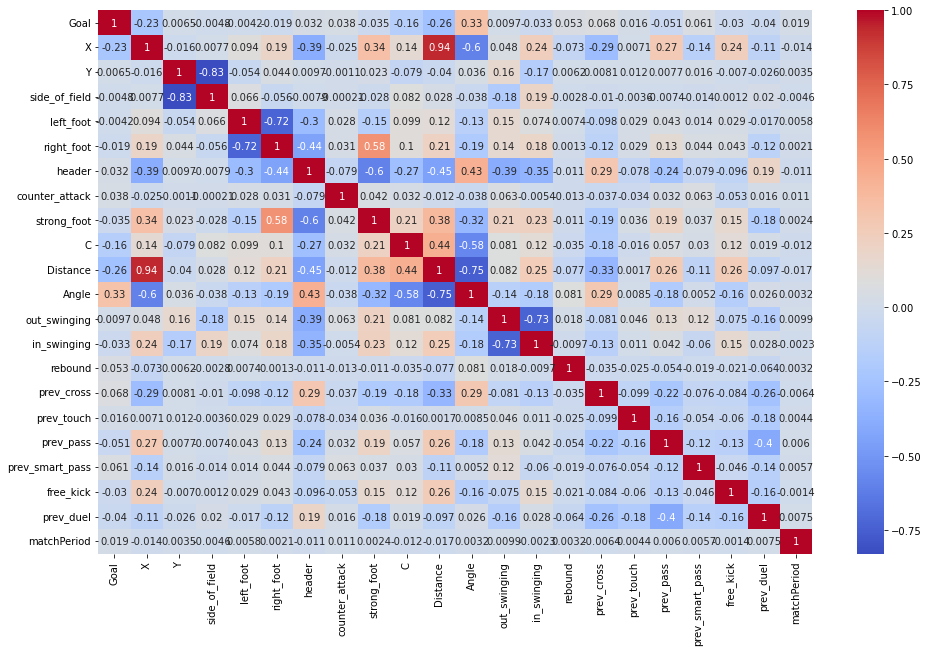 Goal 1 -0.23 0.0065 -0.0048 -0.0042 -0.019 0.032 0.038 -0.035 -0.16 -0.26 0.33 0.0097 -0.033 0.053 0.068 0.016 -0.051 0.061 -0.03 -0.04 0.019
X -0.23 1 -0.016 0.0077 0.094 0.19 -0.39 -0.025 0.34 0.14 0.94 -0.6 0.048 0.24 -0.073 -0.29 0.0071 0.27 -0.14 0.24 -0.11 -0.014
Y 0.0065 -0.016 1 -0.83 -0.054 0.044 0.0097 -0.0011 0.023 -0.079 -0.04 0.036 0.16 -0.17 0.0062 0.0081 0.012 0.0077 0.016 -0.007 -0.026 0.0035
side_of_field -0.0048 0.0077 -0.83 1 0.066 -0.056 -0.0079 -0.00021 -0.028 0.082 0.028 -0.038 -0.18 0.19 -0.0028 -0.01 -0.0036 -0.0074 -0.014 0.0012 0.02 -0.0046
left_foot -0.0042 0.094 -0.054 0.066 1 -0.72 -0.3 0.028 -0.15 0.099 0.12 -0.13 0.15 0.074 0.0074 -0.098 0.029 0.043 0.014 0.029 -0.017 0.0058
right_foot -0.019 0.19 0.044 -0.056 -0.72 1 -0.44 0.031 0.58 0.1 0.21 -0.19 0.14 0.18 0.0013 -0.12 0.029 0.13 0.044 0.043 -0.12 0.0021
header 0.032 -0.39 0.0097 -0.0079 -0.3 -0.44 1 -0.079 -0.6 -0.27 -0.45 0.43 -0.39 -0.35 -0.011 0.29 -0.078 -0.24 -0.079 -0.096 0.19 -0.011
counter_attack 0.038 -0.025 -0.0011 -0.00021 0.028 0.031 -0.079 1 0.042 0.032 -0.012 -0.038 0.063 -0.0054 -0.013 -0.037 -0.034 0.032 0.063 -0.053 0.016 0.011
strong_foot -0.035 0.34 0.023 -0.028 -0.15 0.58 -0.6 0.042 1 0.21 0.38 -0.32 0.21 0.23 -0.011 -0.19 0.036 0.19 0.037 0.15 -0.18 0.0024
C -0.16 0.14 -0.079 0.082 0.099 0.1 -0.27 0.032 0.21 1 0.44 -0.58 0.081 0.12 -0.035 -0.18 -0.016 0.057 0.03 0.12 0.019 -0.012
Distance -0.26 0.94 -0.04 0.028 0.12 0.21 -0.45 -0.012 0.38 0.44 1 -0.75 0.082 0.25 -0.077 -0.33 0.0017 0.26 -0.11 0.26 -0.097 -0.017
Angle 0.33 -0.6 0.036 -0.038 -0.13 -0.19 0.43 -0.038 -0.32 -0.58 -0.75 1 -0.14 -0.18 0.081 0.29 0.0085 -0.18 0.0052 -0.16 0.026 0.0032
out_swinging 0.0097 0.048 0.16 -0.18 0.15 0.14 -0.39 0.063 0.21 0.081 0.082 -0.14 1 -0.73 0.018 -0.081 0.046 0.13 0.12 -0.075 -0.16 0.0099
in_swinging -0.033 0.24 -0.17 0.19 0.074 0.18 -0.35 -0.0054 0.23 0.12 0.25 -0.18 -0.73 1 -0.0097 -0.13 0.011 0.042 -0.06 0.15 0.028 -0.0023
rebound 0.053 -0.073 0.0062 -0.0028 0.0074 0.0013 -0.011 -0.013 -0.011 -0.035 -0.077 0.081 0.018 -0.0097 1 -0.035 -0.025 -0.054 -0.019 -0.021 -0.064 0.0032
prev_cross 0.068 -0.29 0.0081 -0.01 -0.098 -0.12 0.29 -0.037 -0.19 -0.18 -0.33 0.29 -0.081 -0.13 -0.035 1 -0.099 -0.22 -0.076 -0.084 -0.26 -0.0064
prev_touch 0.016 0.0071 0.012 -0.0036 0.029 0.029 -0.078 -0.034 0.036 -0.016 0.0017 0.0085 0.046 0.011 -0.025 -0.099 1 -0.16 -0.054 -0.06 -0.18 0.0044
prev_pass -0.051 0.27 0.0077 -0.0074 0.043 0.13 -0.24 0.032 0.19 0.057 0.26 -0.18 0.13 0.042 -0.054 -0.22 -0.16 1 -0.12 -0.13 -0.4 0.006
prev_smart_pass 0.061 -0.14 0.016 -0.014 0.014 0.044 -0.079 0.063 0.037 0.03 -0.11 0.0052 0.12 -0.06 -0.019 -0.076 -0.054 -0.12 1 -0.046 -0.14 0.0057
free_kick -0.03 0.24 -0.007 0.0012 0.029 0.043 -0.096 -0.053 0.15 0.12 0.26 -0.16 -0.075 0.15 -0.021 -0.084 -0.06 -0.13 -0.046 1 -0.16 -0.0014
prev_duel -0.04 -0.11 -0.026 0.02 -0.017 -0.12 0.19 0.016 -0.18 0.019 -0.097 0.026 -0.16 0.028 -0.064 -0.26 -0.18 -0.4 -0.14 -0.16 1 0.0075
matchPeriod 0.019 -0.014 0.0035 -0.0046 0.0058 0.0021 -0.011 0.011 0.0024 -0.012 -0.017 0.0032 0.0099 -0.0023 0.0032 -0.0064 0.0044 0.006 0.0057 -0.0014 0.0075 1
Goal X Y side_of_field left_foot right_foot header counter_attack strong_foot C Distance Angle out_swinging in_swinging rebound prev_cross prev_touch prev_pass prev_smart_pass free_kick prev_duel matchPeriod
1.00
0.75
0.50
0.25
0.00
-0.25
-0.50
-0.75